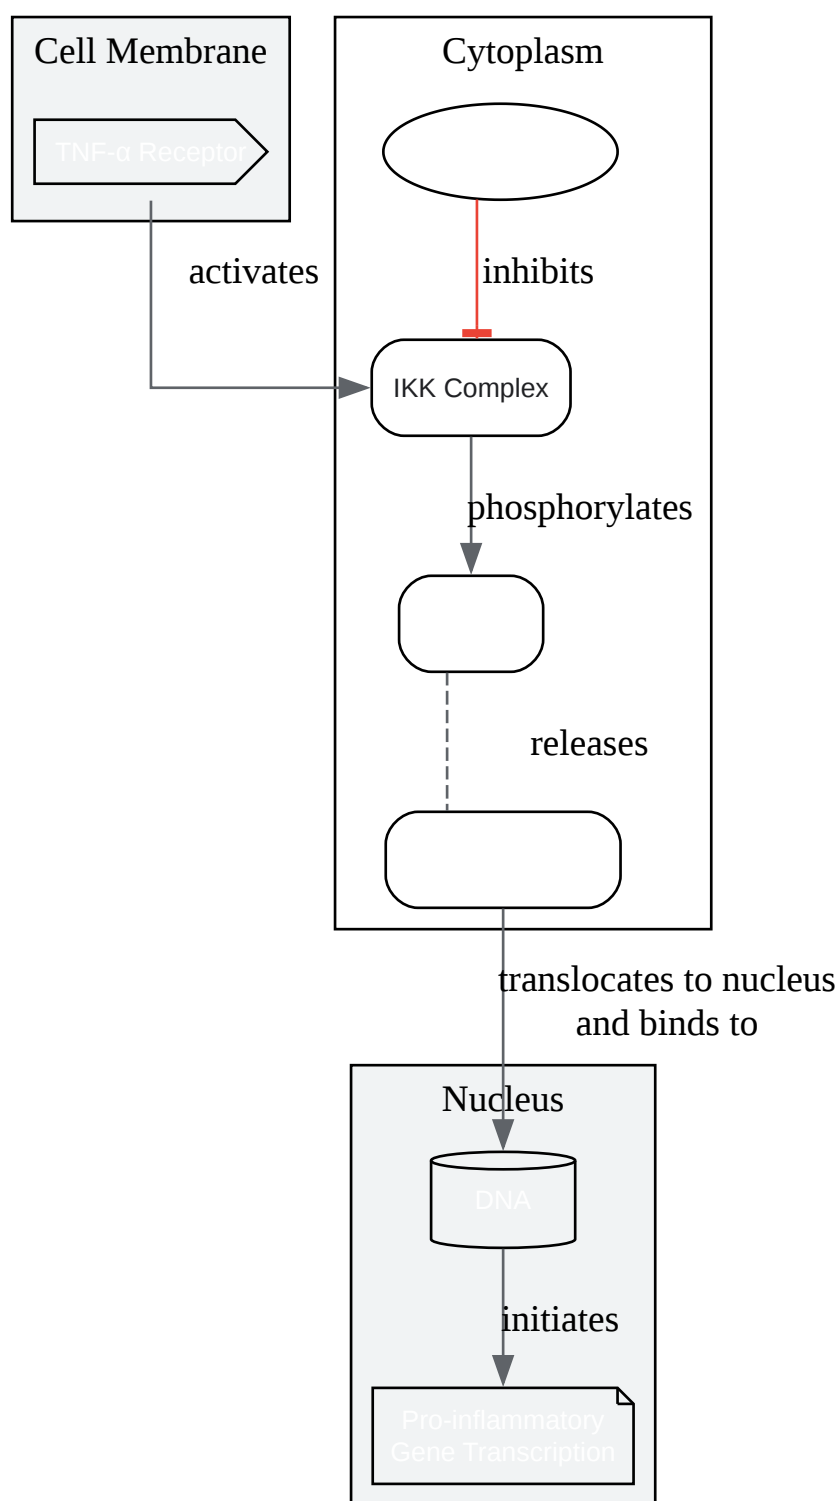 Cell Membrane
Cytoplasm
TNF-α Receptor
activates
inhibits
IKK Complex
phosphorylates
releases
translocates to nucleus
and binds to
Nucleus
DNA
initiates
Pro-inflammatory
Gene Transcription